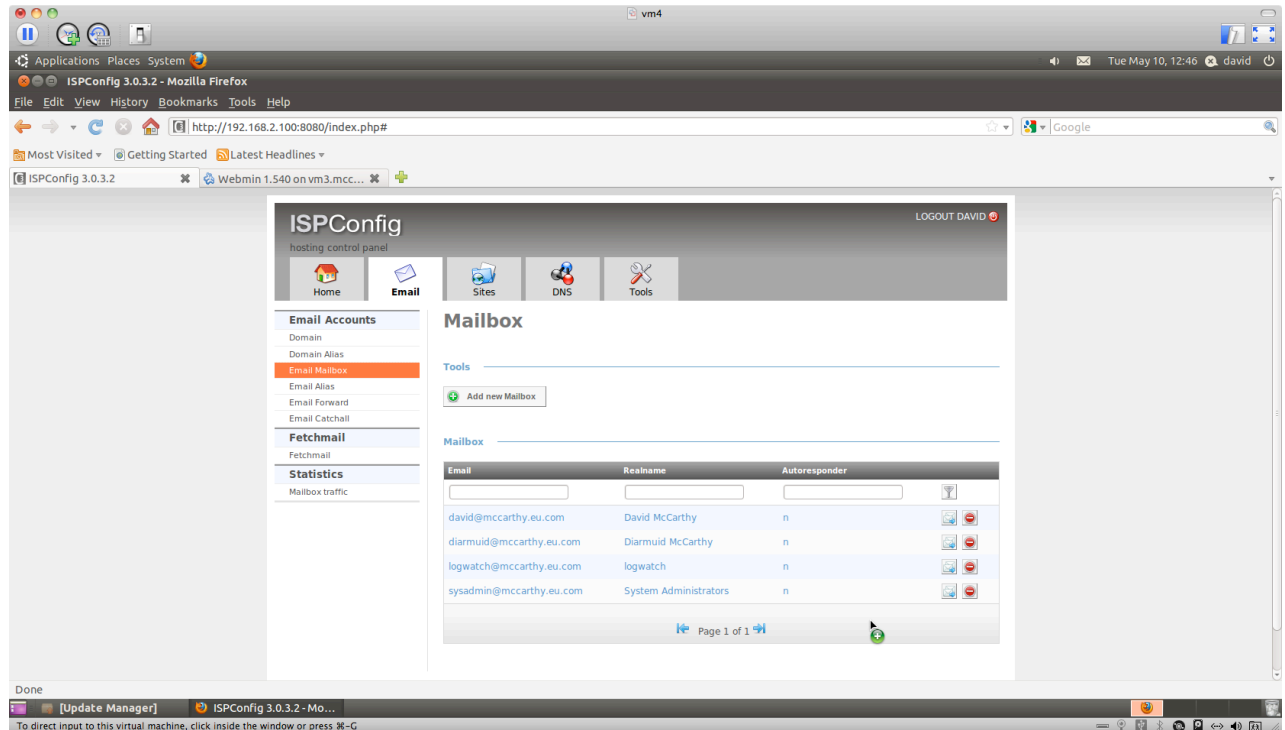 vm4
Applications Places System
Tue May 10, 12:46 david
ISPConfig 3.0.3.2 - Mozilla Firefox
File Edit View History Bookmarks Tools Help
http://192.168.2.100:8080/index.php#
Google
Most Visited Getting Started Latest Headlines
ISPConfig 3.0.3.2 Webmin 1.540 on vm3.mcc...
ISPConfig
LOGOUT DAVID
hosting control panel
Home Email Sites DNS Tools
Email Accounts
Domain
Domain Alias
Email Mailbox
Email Alias
Email Forward
Email Catchall
Fetchmail
Fetchmail
Statistics
Mailbox traffic
Mailbox
Tools
Add new Mailbox
Mailbox
Email Realname Autoresponder
david@mccarthy.eu.com David McCarthy n
diarmuid@mccarthy.eu.com Diarmuid McCarthy n
logwatch@mccarthy.eu.com logwatch n
sysadmin@mccarthy.eu.com System Administrators n
Page 1 of 1
Done
[Update Manager] ISPConfig 3.0.3.2 - Mo...
To direct input to this virtual machine, click inside the window or press ⌘-G